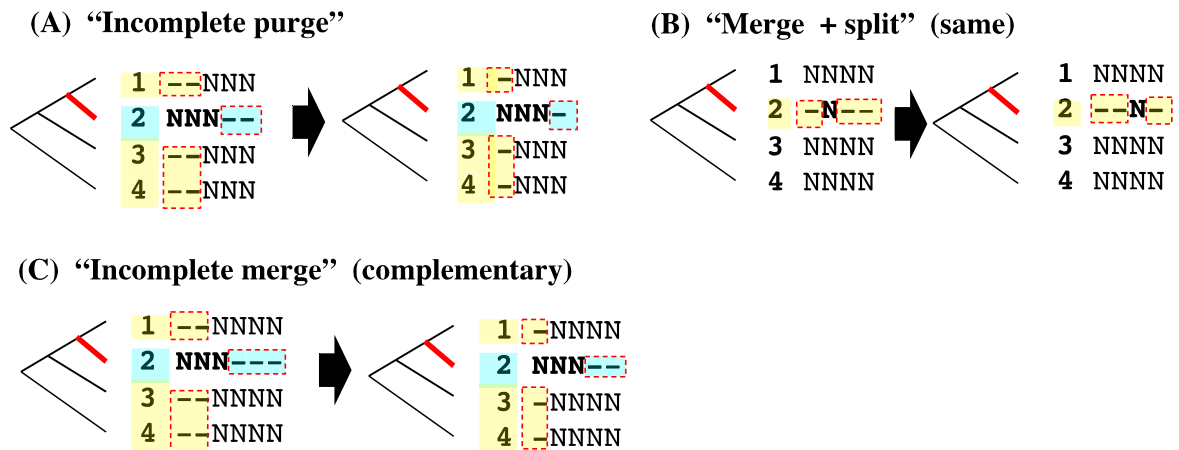 (A) “Incomplete purge”
1 --NNN
2 NNN--
3 --NNN
4 --NNN
1 -NNN
2 NNN-
3 -NNN
4 -NNN
(B) “Merge + split” (same)
1 NNNN
2 -N--
3 NNNN
4 NNNN
1 NNNN
2 --N-
3 NNNN
4 NNNN
(C) “Incomplete merge” (complementary)
1 --NNNN
2 NNN---
3 --NNNN
4 --NNNN
1 -NNNN
2 NNN--
3 -NNNN
4 -NNNN